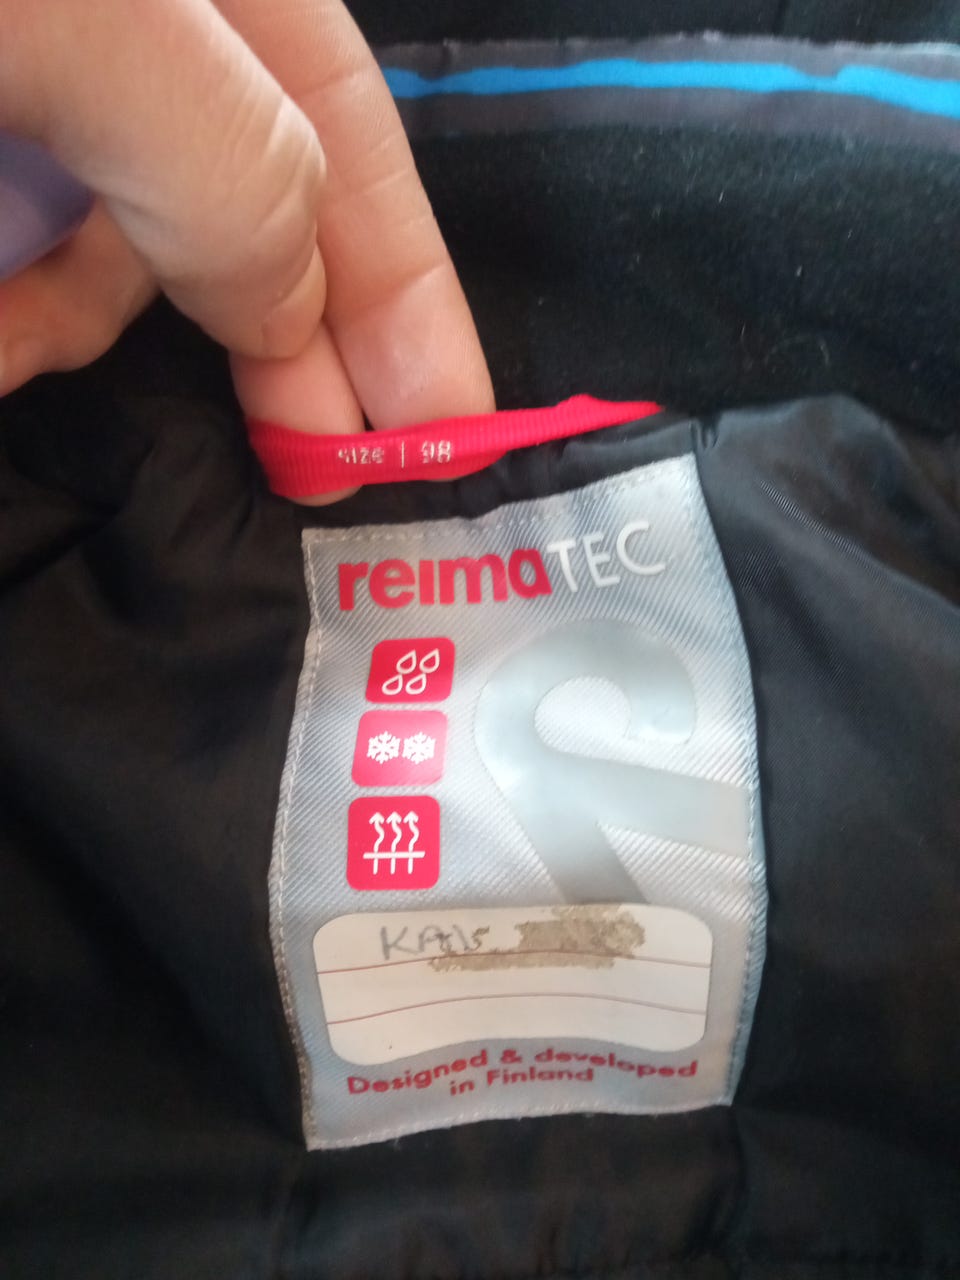 SIZE | 98
reimaTEC
Designed & developed
in Finland